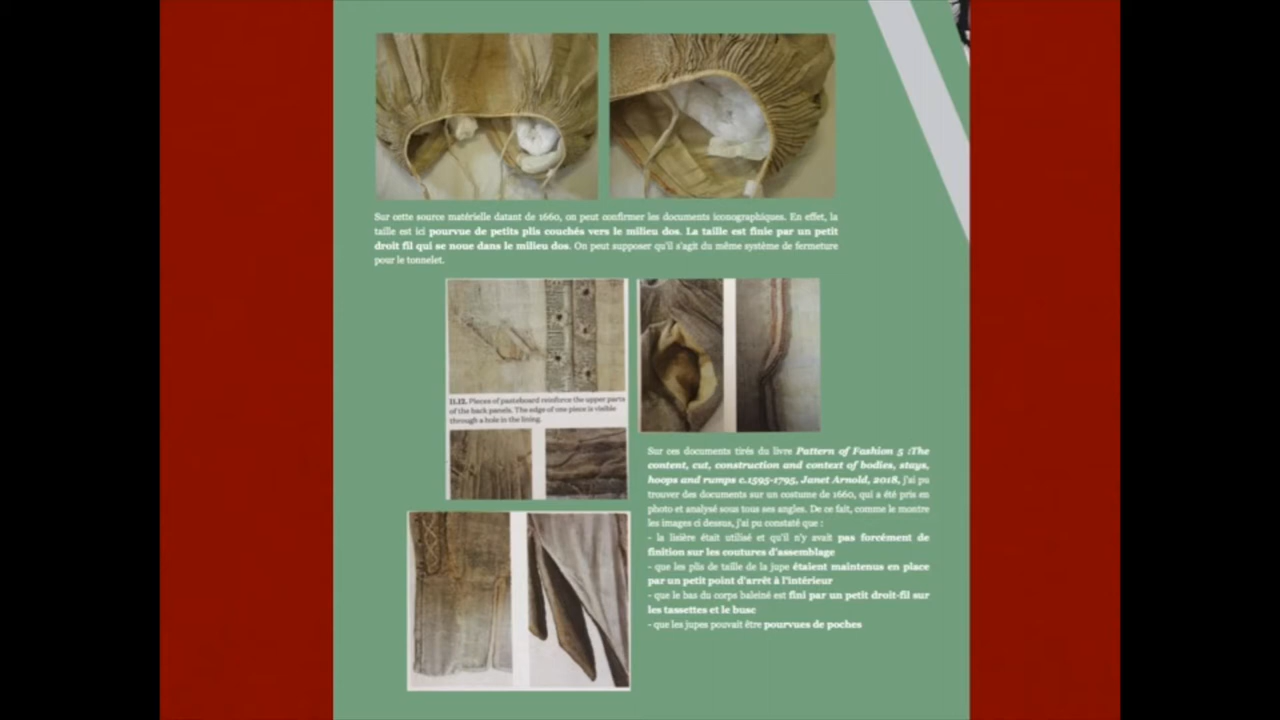 Sur cette source matérielle datant de 1660, on peut confirmer les documents iconographiques. En effet, la
taille est ici pourvue de petits plis couchés vers le milieu dos. La taille est finie par un petit
droit fil qui se noue dans le milieu dos. On peut supposer qu'il s'agit du même système de fermeture
pour le tonnelet.
11.12. Pieces of pasteboard reinforce the upper parts
of the back panels. The edge of one piece is visible
through a hole in the lining.
Sur ces documents tirés du livre Pattern of Fashion 5 :The
content, cut, construction and context of bodies, stays,
hoops and rumps c.1595-1795, Janet Arnold, 2018, j'ai pu
trouver des documents sur un costume de 1660, qui a été pris en
photo et analysé sous tous ses angles. De ce fait, comme le montre
les images ci dessus, j'ai pu constaté que :
- la lisière était utilisé et qu'il n'y avait pas forcément de
finition sur les coutures d'assemblage
- que les plis de taille de la jupe étaient maintenus en place
par un petit point d'arrêt à l'intérieur
- que le bas du corps baleiné est fini par un petit droit-fil sur
les tassettes et le busc
- que les jupes pouvait être pourvues de poches